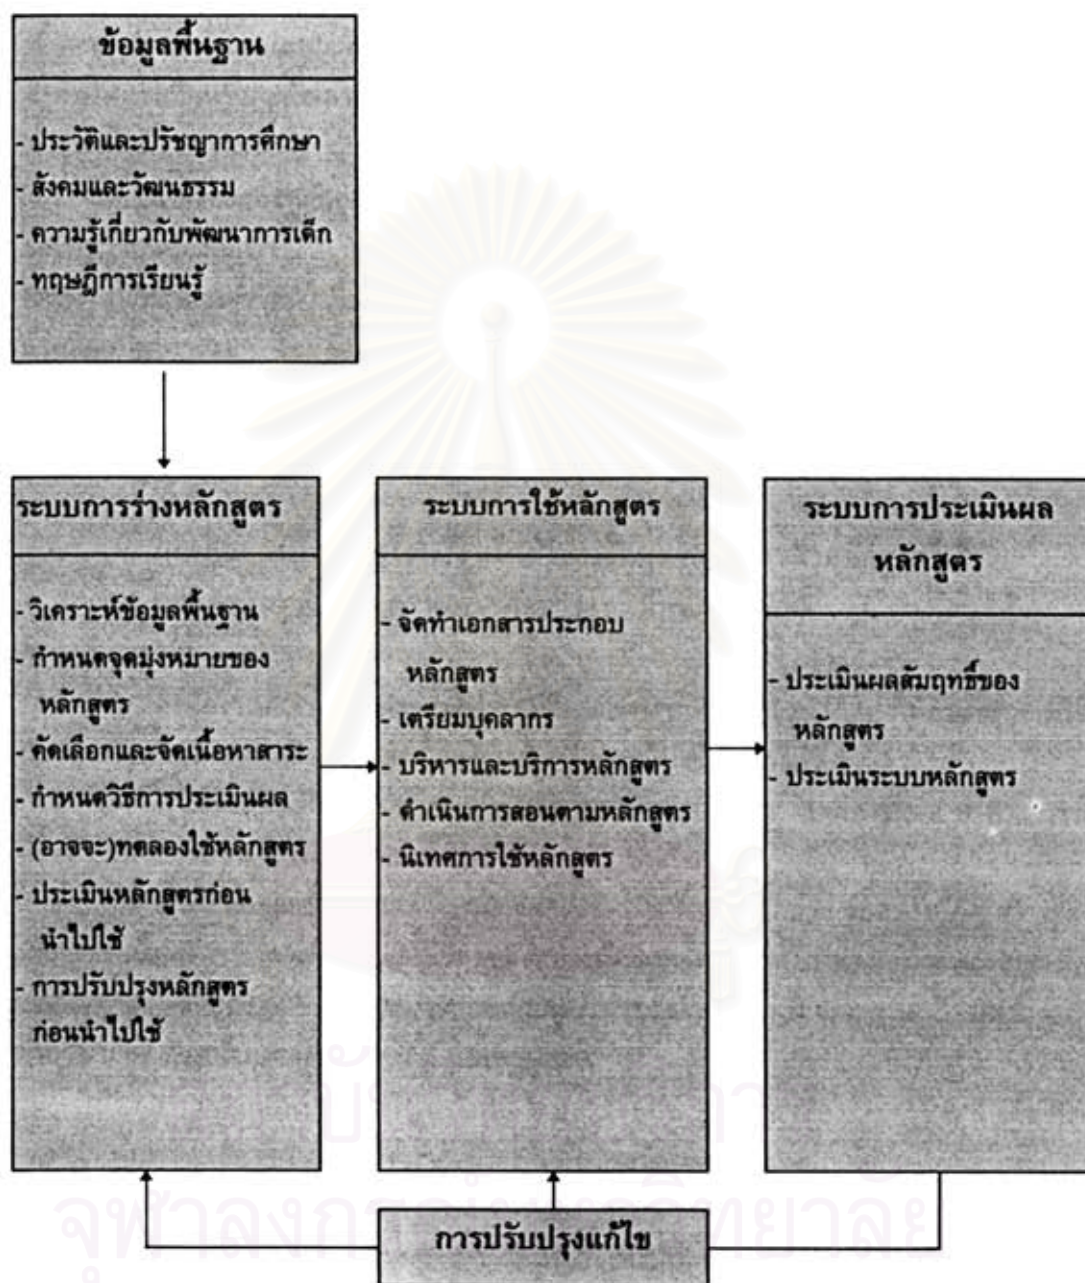 ข้อมูลพื้นฐาน
- ประวัติและปรัชญาการศึกษา
- สังคมและวัฒนธรรม
- ความรู้เกี่ยวกับพัฒนาการเด็ก
- ทฤษฎีการเรียนรู้
ระบบการร่างหลักสูตร
- วิเคราะห์ข้อมูลพื้นฐาน
- กำหนดจุดมุ่งหมายของ
หลักสูตร
- คัดเลือกและจัดเนื้อหาสาระ
- กำหนดวิธีการประเมินผล
- (อาจจะ)ทดลองใช้หลักสูตร
- ประเมินหลักสูตรก่อน
นำไปใช้
- การปรับปรุงหลักสูตร
ก่อนนำไปใช้
ระบบการใช้หลักสูตร
- จัดทำเอกสารประกอบ
หลักสูตร
- เตรียมบุคลากร
- บริหารและบริการหลักสูตร
- ดำเนินการสอนตามหลักสูตร
- นิเทศการใช้หลักสูตร
ระบบการประเมินผล
หลักสูตร
- ประเมินผลสัมฤทธิ์ของ
หลักสูตร
- ประเมินระบบหลักสูตร
การปรับปรุงแก้ไข